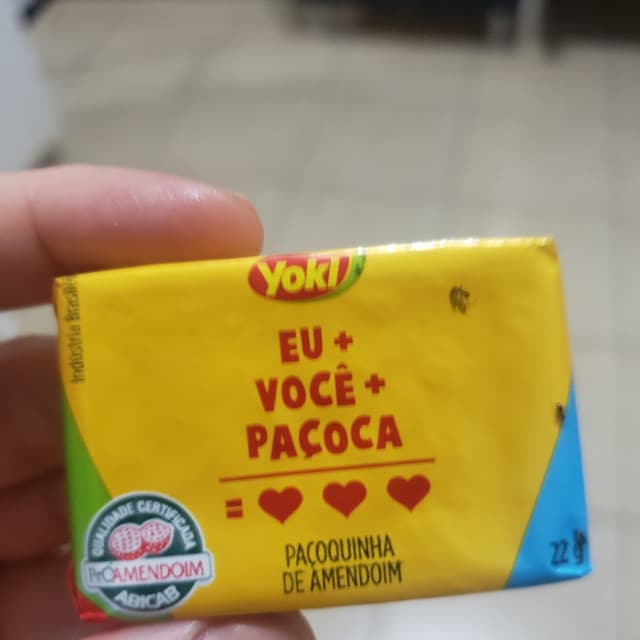 Yoki
Indústria Brasileira
EU +
VOCÊ +
PAÇOCA
=
PAÇOQUINHA
DE AMENDOIM
QUALIDADE CERTIFICADA
PróAMENDOIM
ABICAB
22 g